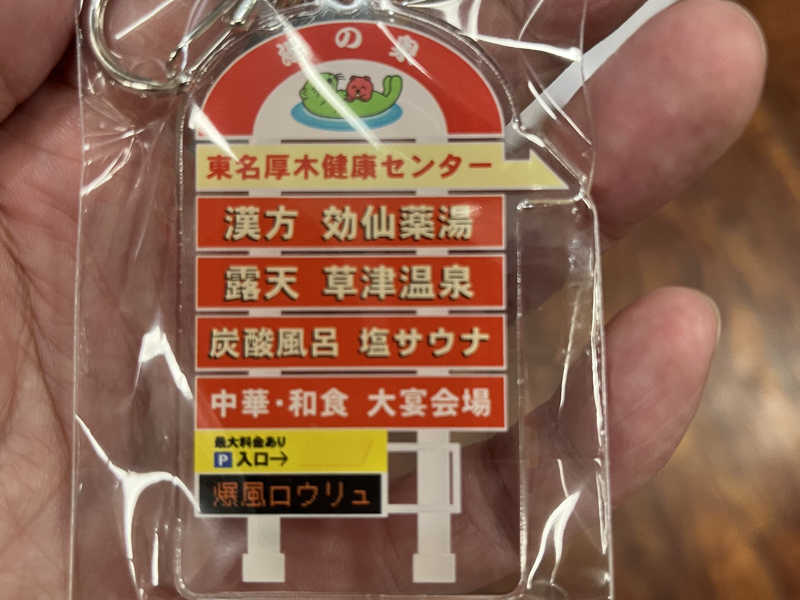 湯の泉
東名厚木健康センター
漢方 効仙薬湯
露天 草津温泉
炭酸風呂 塩サウナ
中華・和食 大宴会場
最大料金あり
P 入口→
爆風ロウリュ